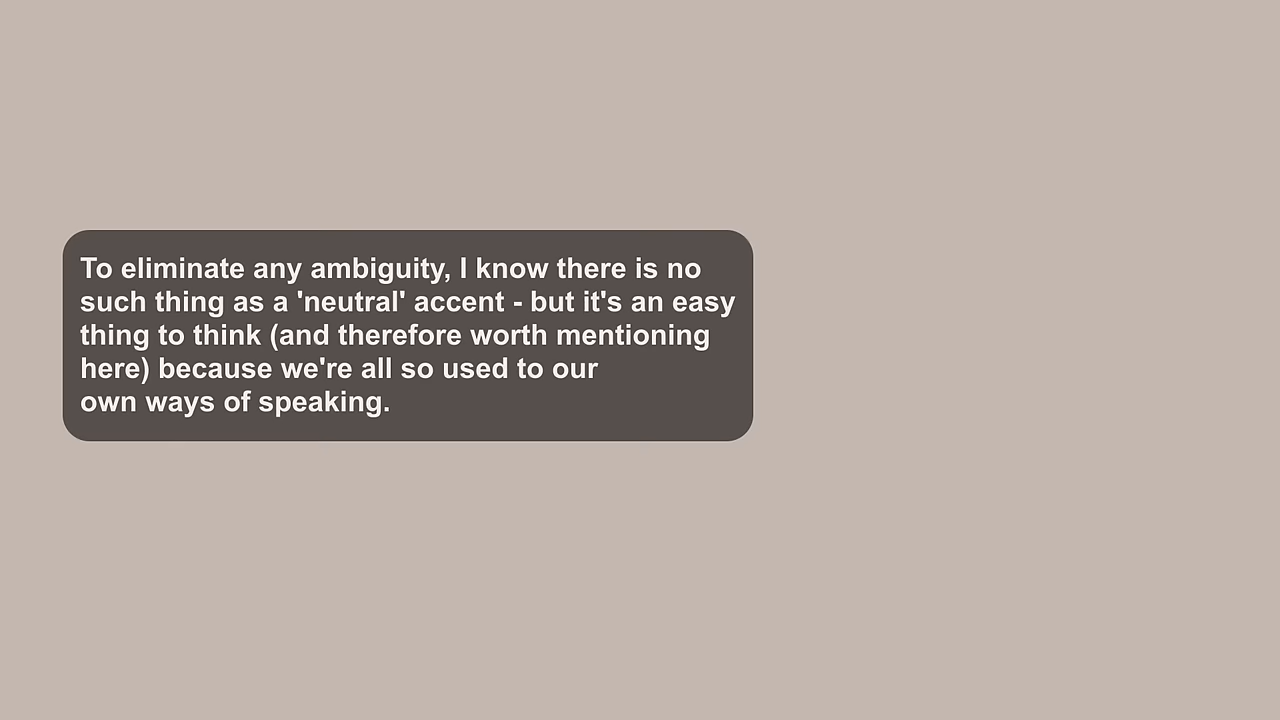 To eliminate any ambiguity, I know there is no
such thing as a 'neutral' accent - but it's an easy
thing to think (and therefore worth mentioning
here) because we're all so used to our
own ways of speaking.